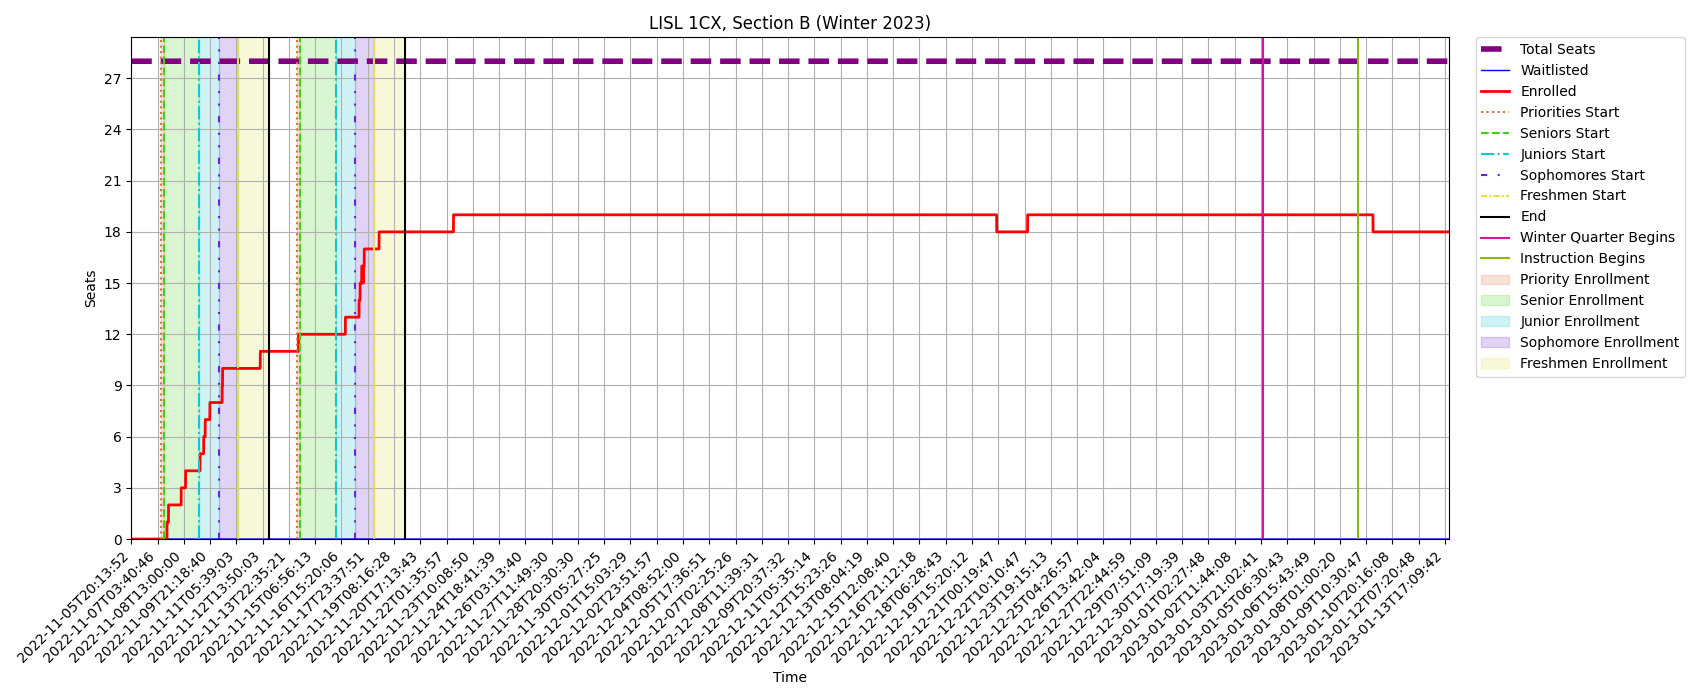 LISL 1CX, Section B (Winter 2023)
Total Seats
Waitlisted
Enrolled
Priorities Start
Seniors Start
Juniors Start
Sophomores Start
Freshmen Start
End
Winter Quarter Begins
Instruction Begins
Priority Enrollment
Senior Enrollment
Junior Enrollment
Sophomore Enrollment
Freshmen Enrollment
Seats
27
24
21
18
15
12
9
6
3
0
2022-11-05T20:13:52
2022-11-07T03:40:46
2022-11-08T13:00:00
2022-11-09T21:18:40
2022-11-11T05:39:03
2022-11-12T13:50:03
2022-11-13T22:35:21
2022-11-15T06:56:13
2022-11-16T15:20:06
2022-11-17T23:37:51
2022-11-19T08:16:28
2022-11-20T17:13:43
2022-11-22T01:35:57
2022-11-23T10:08:50
2022-11-24T18:41:39
2022-11-26T03:13:40
2022-11-27T11:49:30
2022-11-28T20:30:30
2022-11-30T05:27:25
2022-12-01T15:03:29
2022-12-02T23:51:57
2022-12-04T08:52:00
2022-12-05T17:36:51
2022-12-07T02:25:26
2022-12-08T11:39:31
2022-12-09T20:37:32
2022-12-11T05:35:14
2022-12-12T15:23:26
2022-12-13T08:04:19
2022-12-15T12:08:40
2022-12-16T21:12:18
2022-12-18T06:28:43
2022-12-19T15:20:12
2022-12-21T00:19:47
2022-12-22T10:10:47
2022-12-23T19:15:13
2022-12-25T04:26:57
2022-12-26T13:42:04
2022-12-27T22:44:59
2022-12-29T07:51:09
2022-12-30T17:19:39
2023-01-01T02:27:48
2023-01-02T11:44:08
2023-01-03T21:02:41
2023-01-05T06:30:43
2023-01-06T15:43:49
2023-01-08T01:00:20
2023-01-09T10:30:47
2023-01-10T20:16:08
2023-01-12T07:20:48
2023-01-13T17:09:42
Time